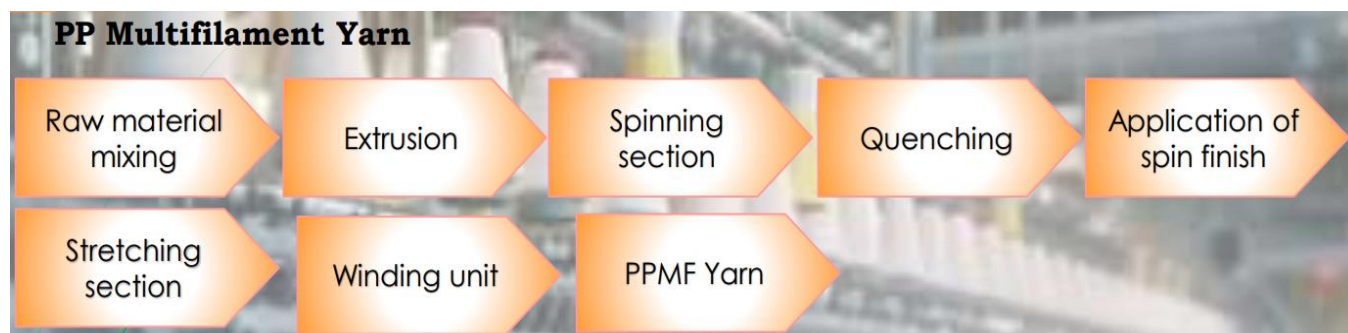 PP Multifilament Yarn
Raw material
mixing
Extrusion
Spinning
section
Quenching
Application of
spin finish
Stretching
section
Winding unit
PPMF Yarn